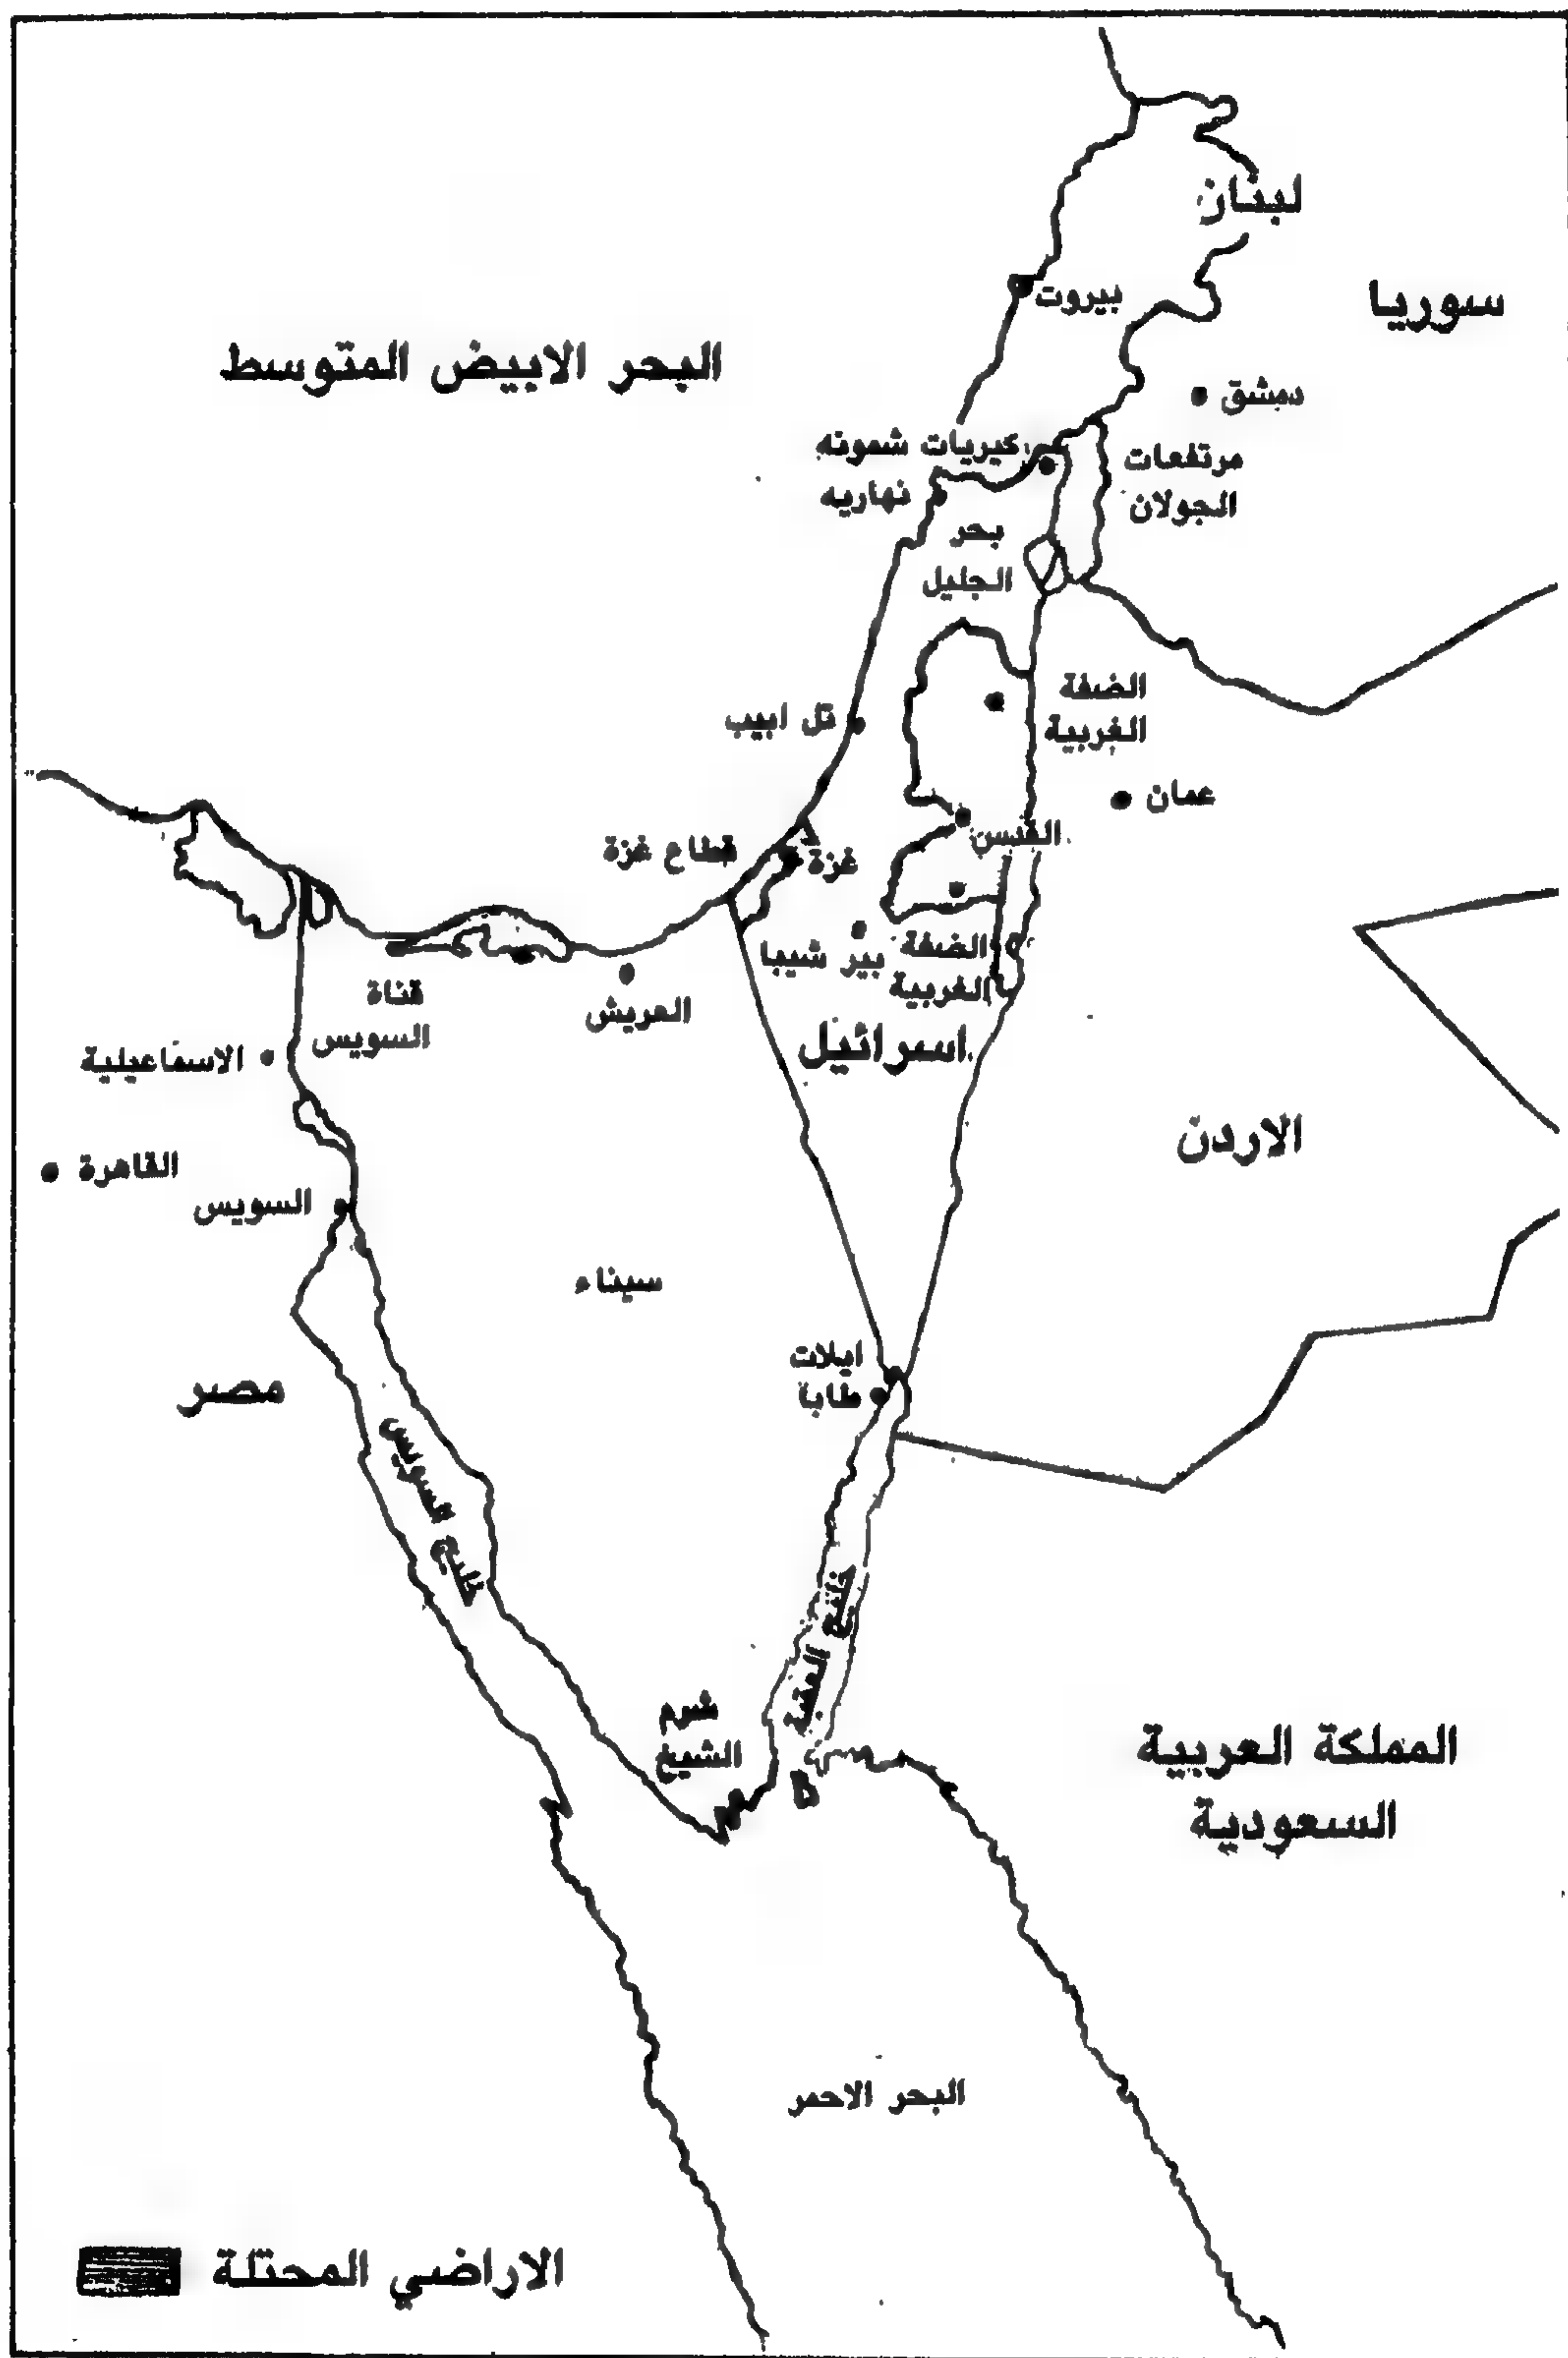 لبنان
سوريا
بيروت
البحر الابيض المتوسط
دمشق
كيريات شمونه
مرتفعات
الجولان
نهاريه
بحر
الجليل
الضفة
الغربية
تل ابيب
عمان
القدس
قطاع غزة
غزة
بير شيبا
الضفة
الغربية
قناة
السويس
العريش
اسرائيل
الاسماعيلية
الاردن
القاهرة
السويس
سيناء
ايلات
طابا
مصر
خليج السويس
خليج العقبة
شرم
الشيخ
المملكة العربية
السعودية
البحر الاحمر
الاراضي المحتلة